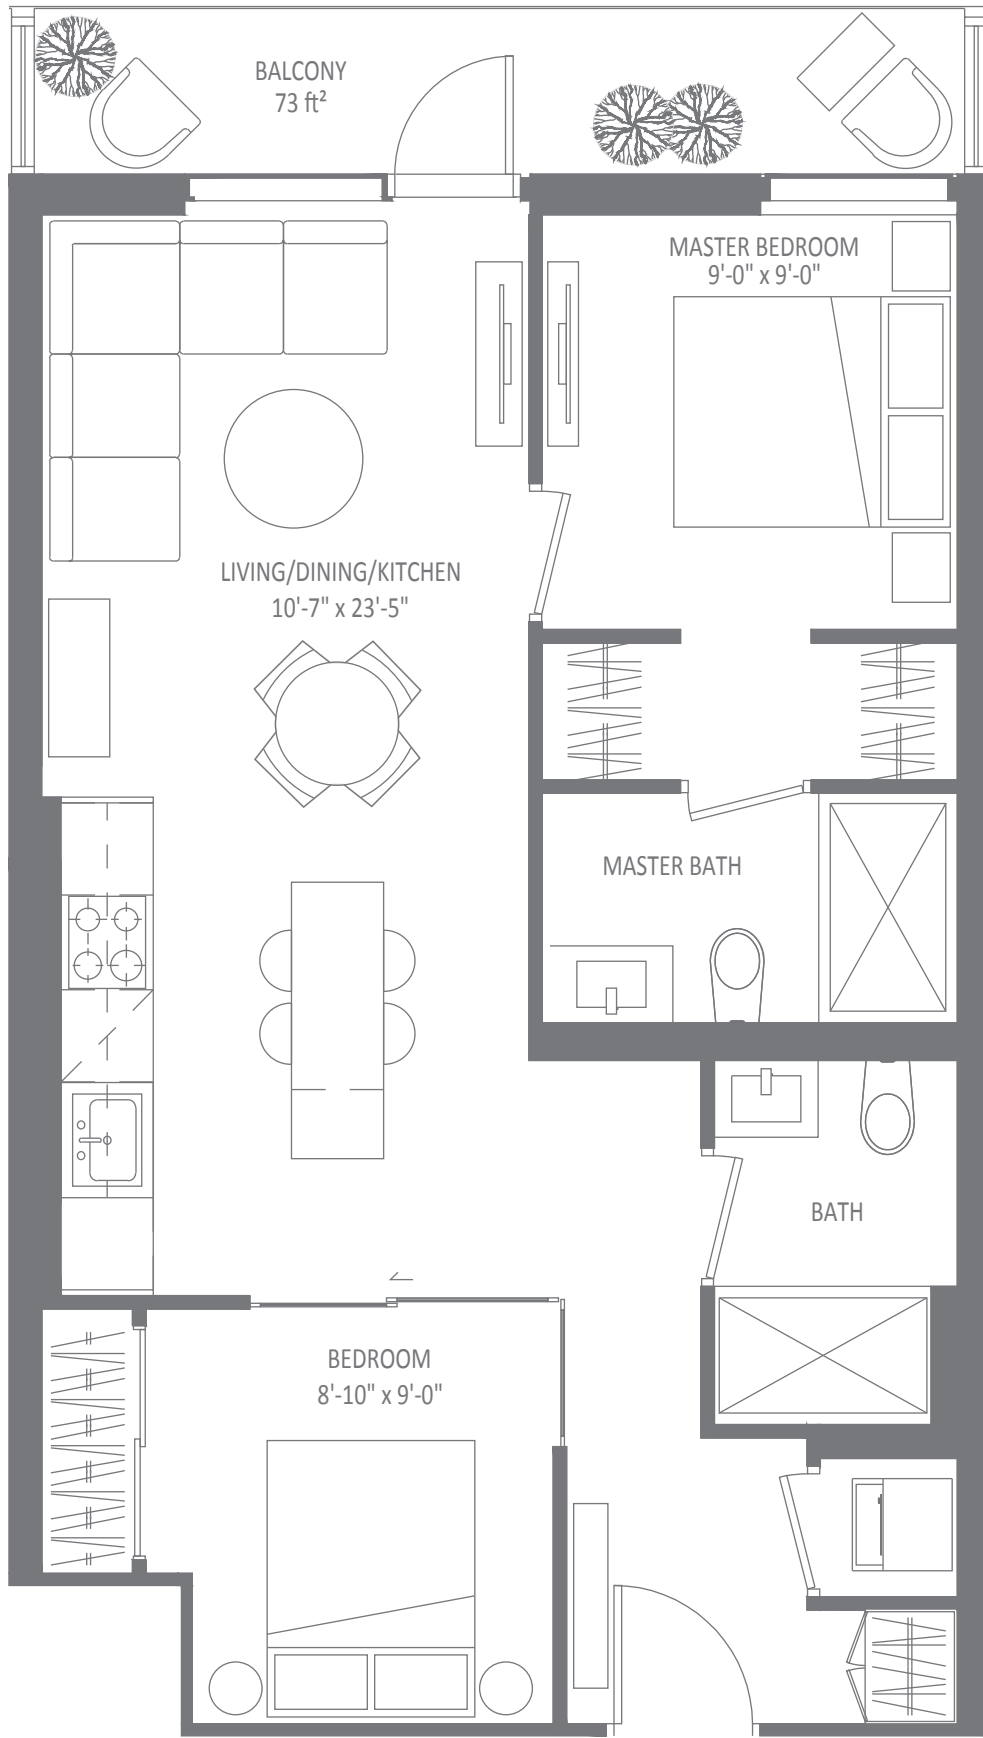 BALCONY
73 ft²
MASTER BEDROOM
9'-0" x 9'-0"
LIVING/DINING/KITCHEN
10'-7" x 23'-5"
MASTER BATH
BATH
BEDROOM
8'-10" x 9'-0"